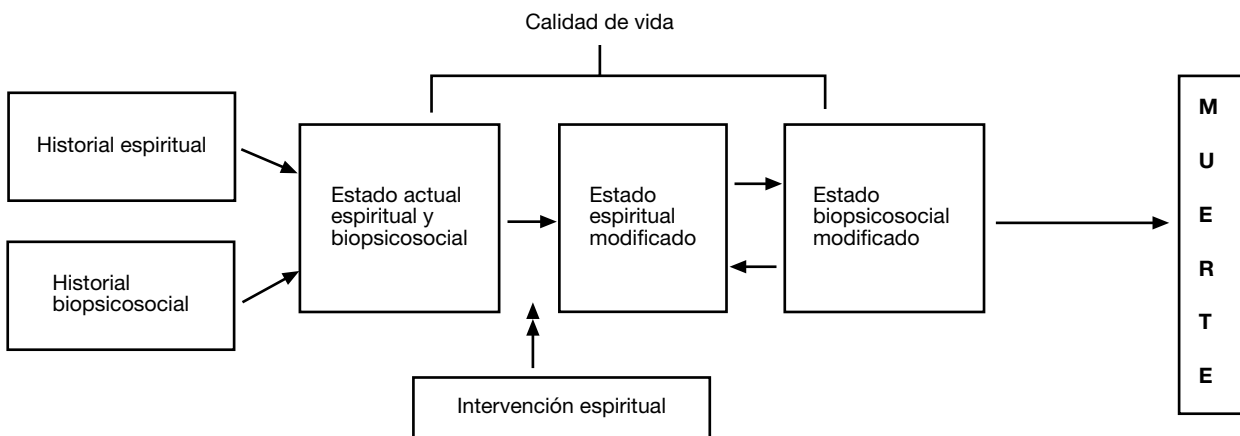 Calidad de vida
Historial espiritual
Historial
biopsicosocial
Estado actual
espiritual y
biopsicosocial
Estado
espiritual
modificado
Estado
biopsicosocial
modificado
Intervención espiritual
M
U
E
R
T
E